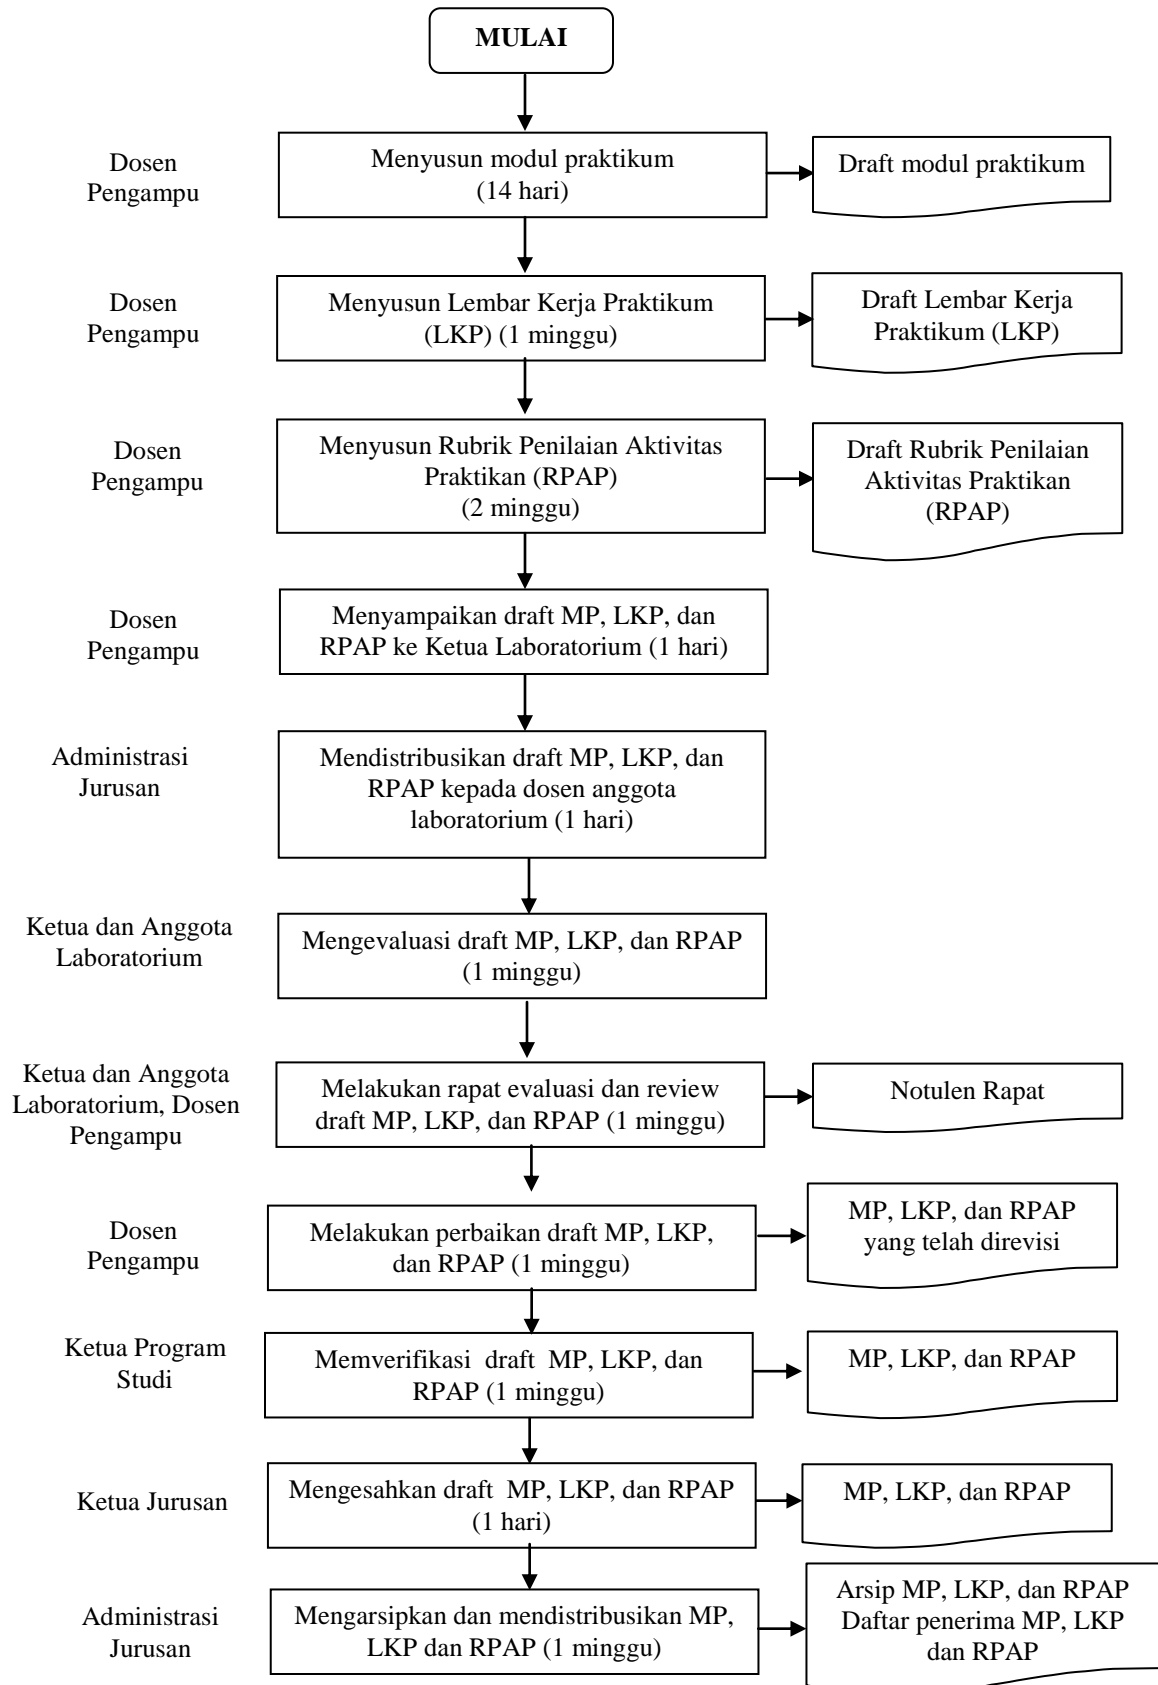 MULAI
Dosen
Pengampu
Menyusun modul praktikum
(14 hari)
Draft modul praktikum
Dosen
Pengampu
Menyusun Lembar Kerja Praktikum
(LKP) (1 minggu)
Draft Lembar Kerja
Praktikum (LKP)
Dosen
Pengampu
Menyusun Rubrik Penilaian Aktivitas
Praktikan (RPAP)
(2 minggu)
Draft Rubrik Penilaian
Aktivitas Praktikan
(RPAP)
Dosen
Pengampu
Menyampaikan draft MP, LKP, dan
RPAP ke Ketua Laboratorium (1 hari)
Administrasi
Jurusan
Mendistribusikan draft MP, LKP, dan
RPAP kepada dosen anggota
laboratorium (1 hari)
Ketua dan Anggota
Laboratorium
Mengevaluasi draft MP, LKP, dan RPAP
(1 minggu)
Ketua dan Anggota
Laboratorium, Dosen
Pengampu
Melakukan rapat evaluasi dan review
draft MP, LKP, dan RPAP (1 minggu)
Notulen Rapat
Dosen
Pengampu
Melakukan perbaikan draft MP, LKP,
dan RPAP (1 minggu)
MP, LKP, dan RPAP
yang telah direvisi
Ketua Program
Studi
Memverifikasi draft MP, LKP, dan
RPAP (1 minggu)
MP, LKP, dan RPAP
Ketua Jurusan
Mengesahkan draft MP, LKP, dan RPAP
(1 hari)
MP, LKP, dan RPAP
Administrasi
Jurusan
Mengarsipkan dan mendistribusikan MP,
LKP dan RPAP (1 minggu)
Arsip MP, LKP, dan RPAP
Daftar penerima MP, LKP
dan RPAP